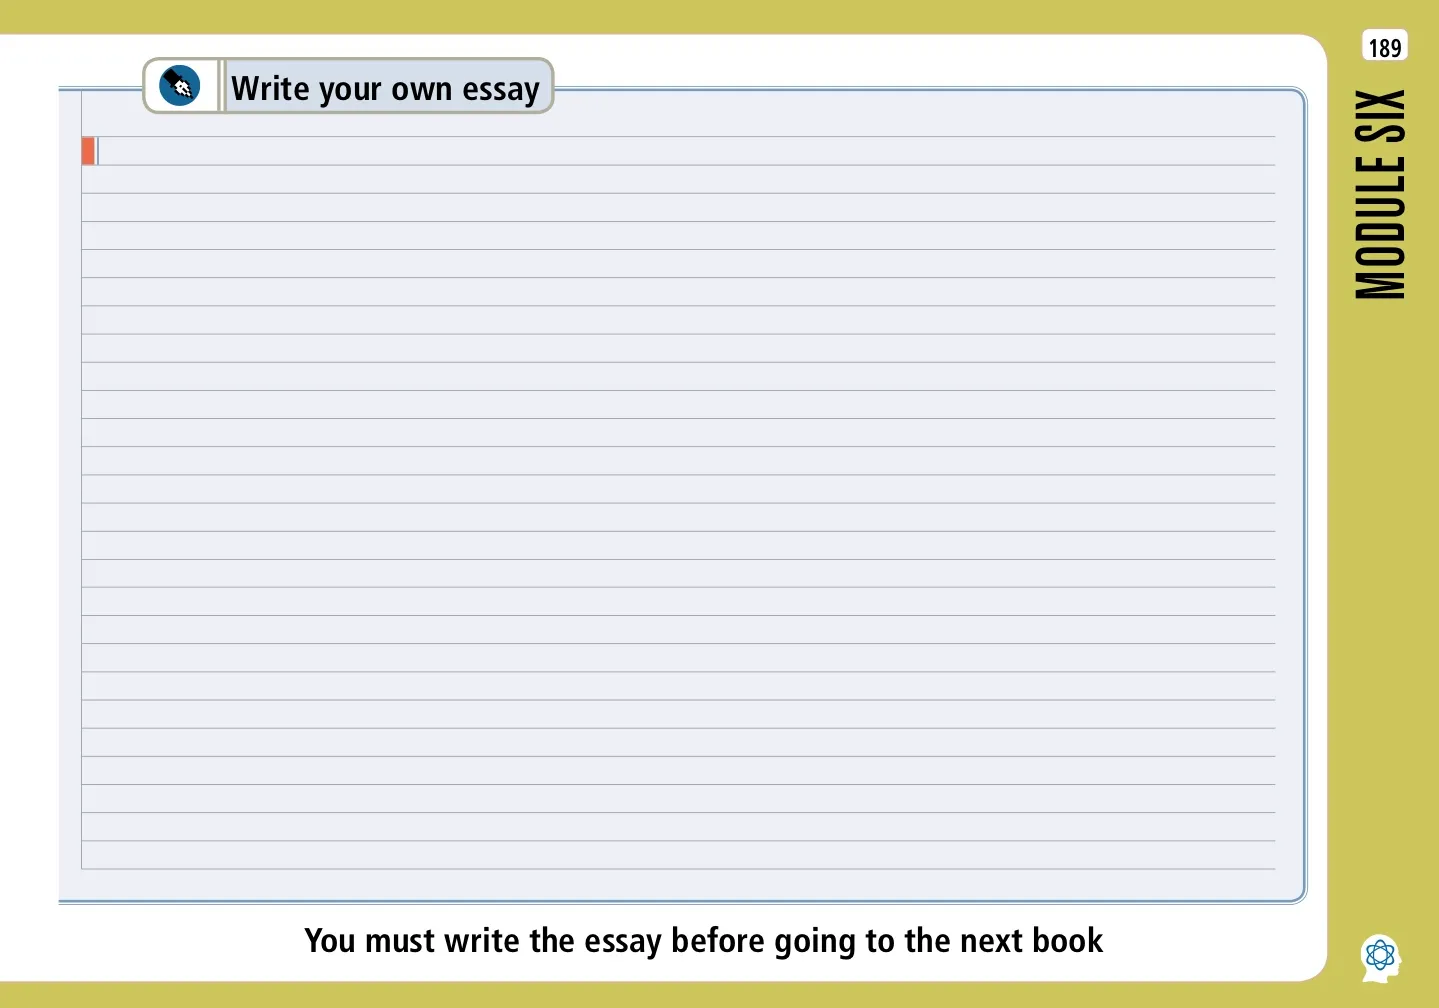 189
MODULE SIX
Write your own essay
You must write the essay before going to the next book